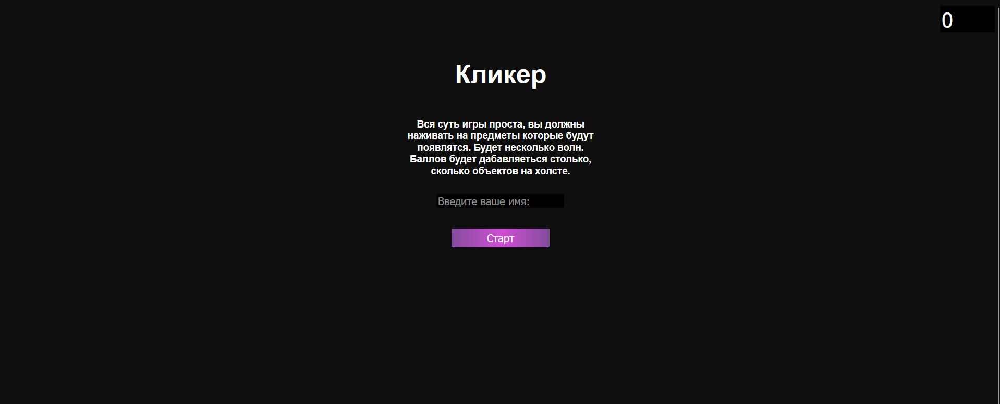 0
Кликер
Вся суть игры проста, вы должны
наживать на предметы которые будут
появлятся. Будет несколько волн.
Баллов будет дабавляеться столько,
сколько объектов на холсте.
Введите ваше имя:
Старт